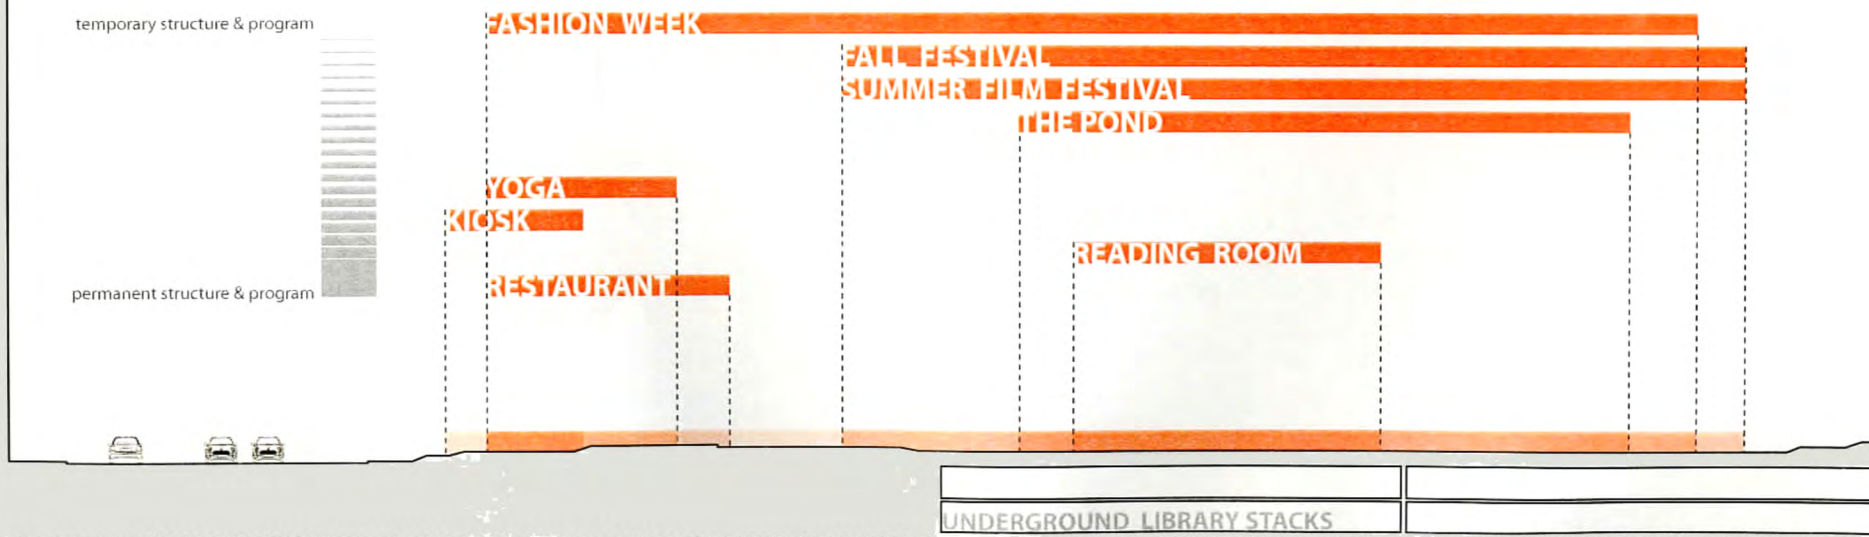 temporary structure & program
FASHION WEEK
FALL FESTIVAL
SUMMER FILM FESTIVAL
THE POND
YOGA
KIOSK
READING ROOM
RESTAURANT
permanent structure & program
UNDERGROUND LIBRARY STACKS